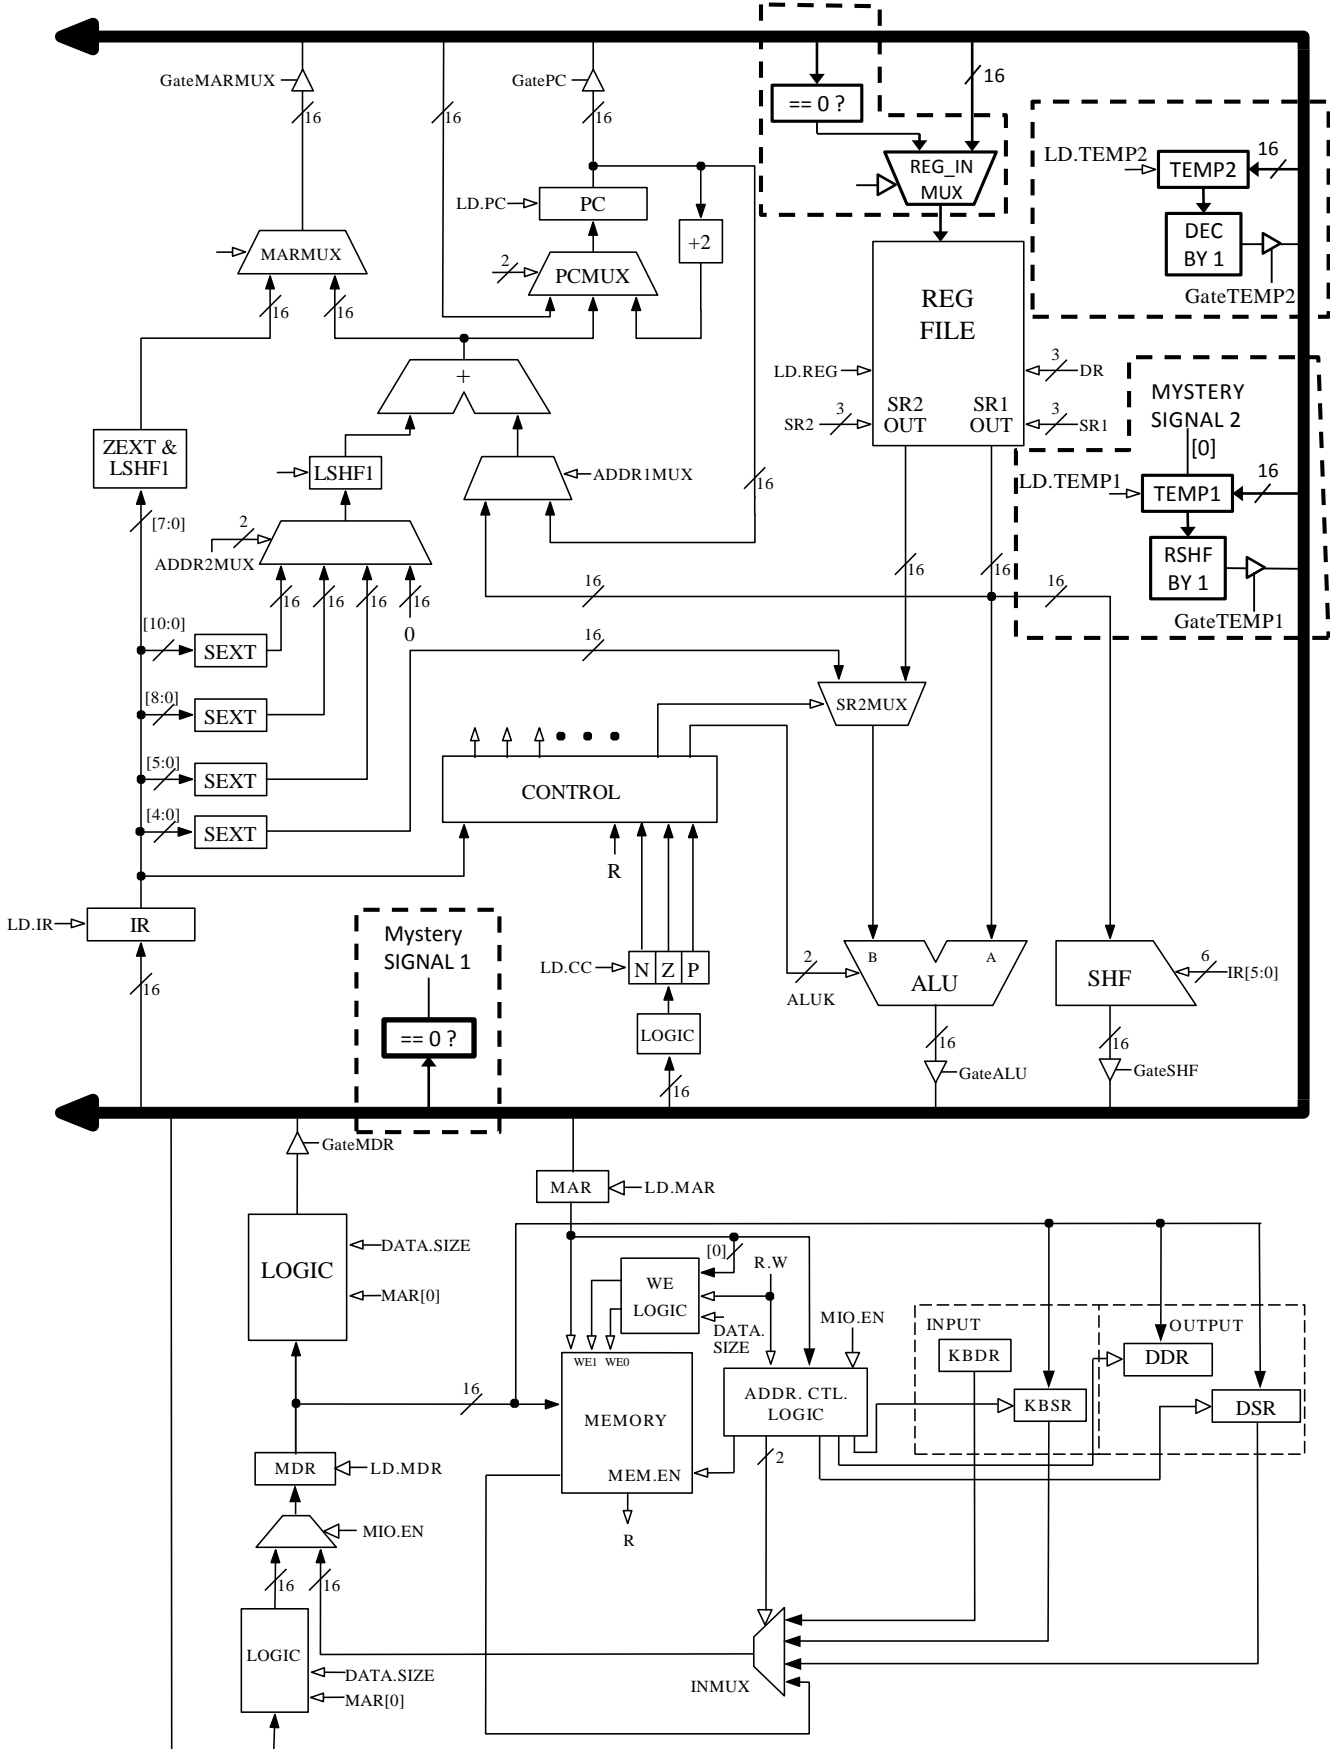 GateMARMUX
16
16
GatePC
16
== 0 ?
16
REG_IN
MUX
LD.TEMP2
16
TEMP2
DEC
BY 1
GateTEMP2
LD.PC
PC
+2
MARMUX
2
PCMUX
16
16
REG
FILE
LD.REG
3
DR
SR2
3
SR2
OUT
SR1
OUT
3
SR1
MYSTERY
SIGNAL 2
[0]
LD.TEMP1
16
TEMP1
RSHF
BY 1
GateTEMP1
+
ZEXT &
LSHF1
LSHF1
ADDR1MUX
16
[7:0]
2
ADDR2MUX
16
16
16
16
0
16
16
16
16
[10:0]
SEXT
16
[8:0]
SEXT
SR2MUX
[5:0]
SEXT
CONTROL
[4:0]
SEXT
R
LD.IR
IR
16
Mystery
SIGNAL 1
== 0 ?
LD.CC
N
Z
P
LOGIC
16
2
ALUK
B
A
ALU
16
GateALU
SHF
6
IR[5:0]
16
GateSHF
GateMDR
MAR
LD.MAR
LOGIC
DATA.SIZE
MAR[0]
[0]
R.W
WE
LOGIC
DATA.
SIZE
MIO.EN
WE1
WE0
INPUT
KBDR
KBSR
OUTPUT
DDR
DSR
16
MEMORY
MEM.EN
ADDR. CTL.
LOGIC
2
MDR
LD.MDR
R
MIO.EN
16
16
LOGIC
DATA.SIZE
MAR[0]
INMUX